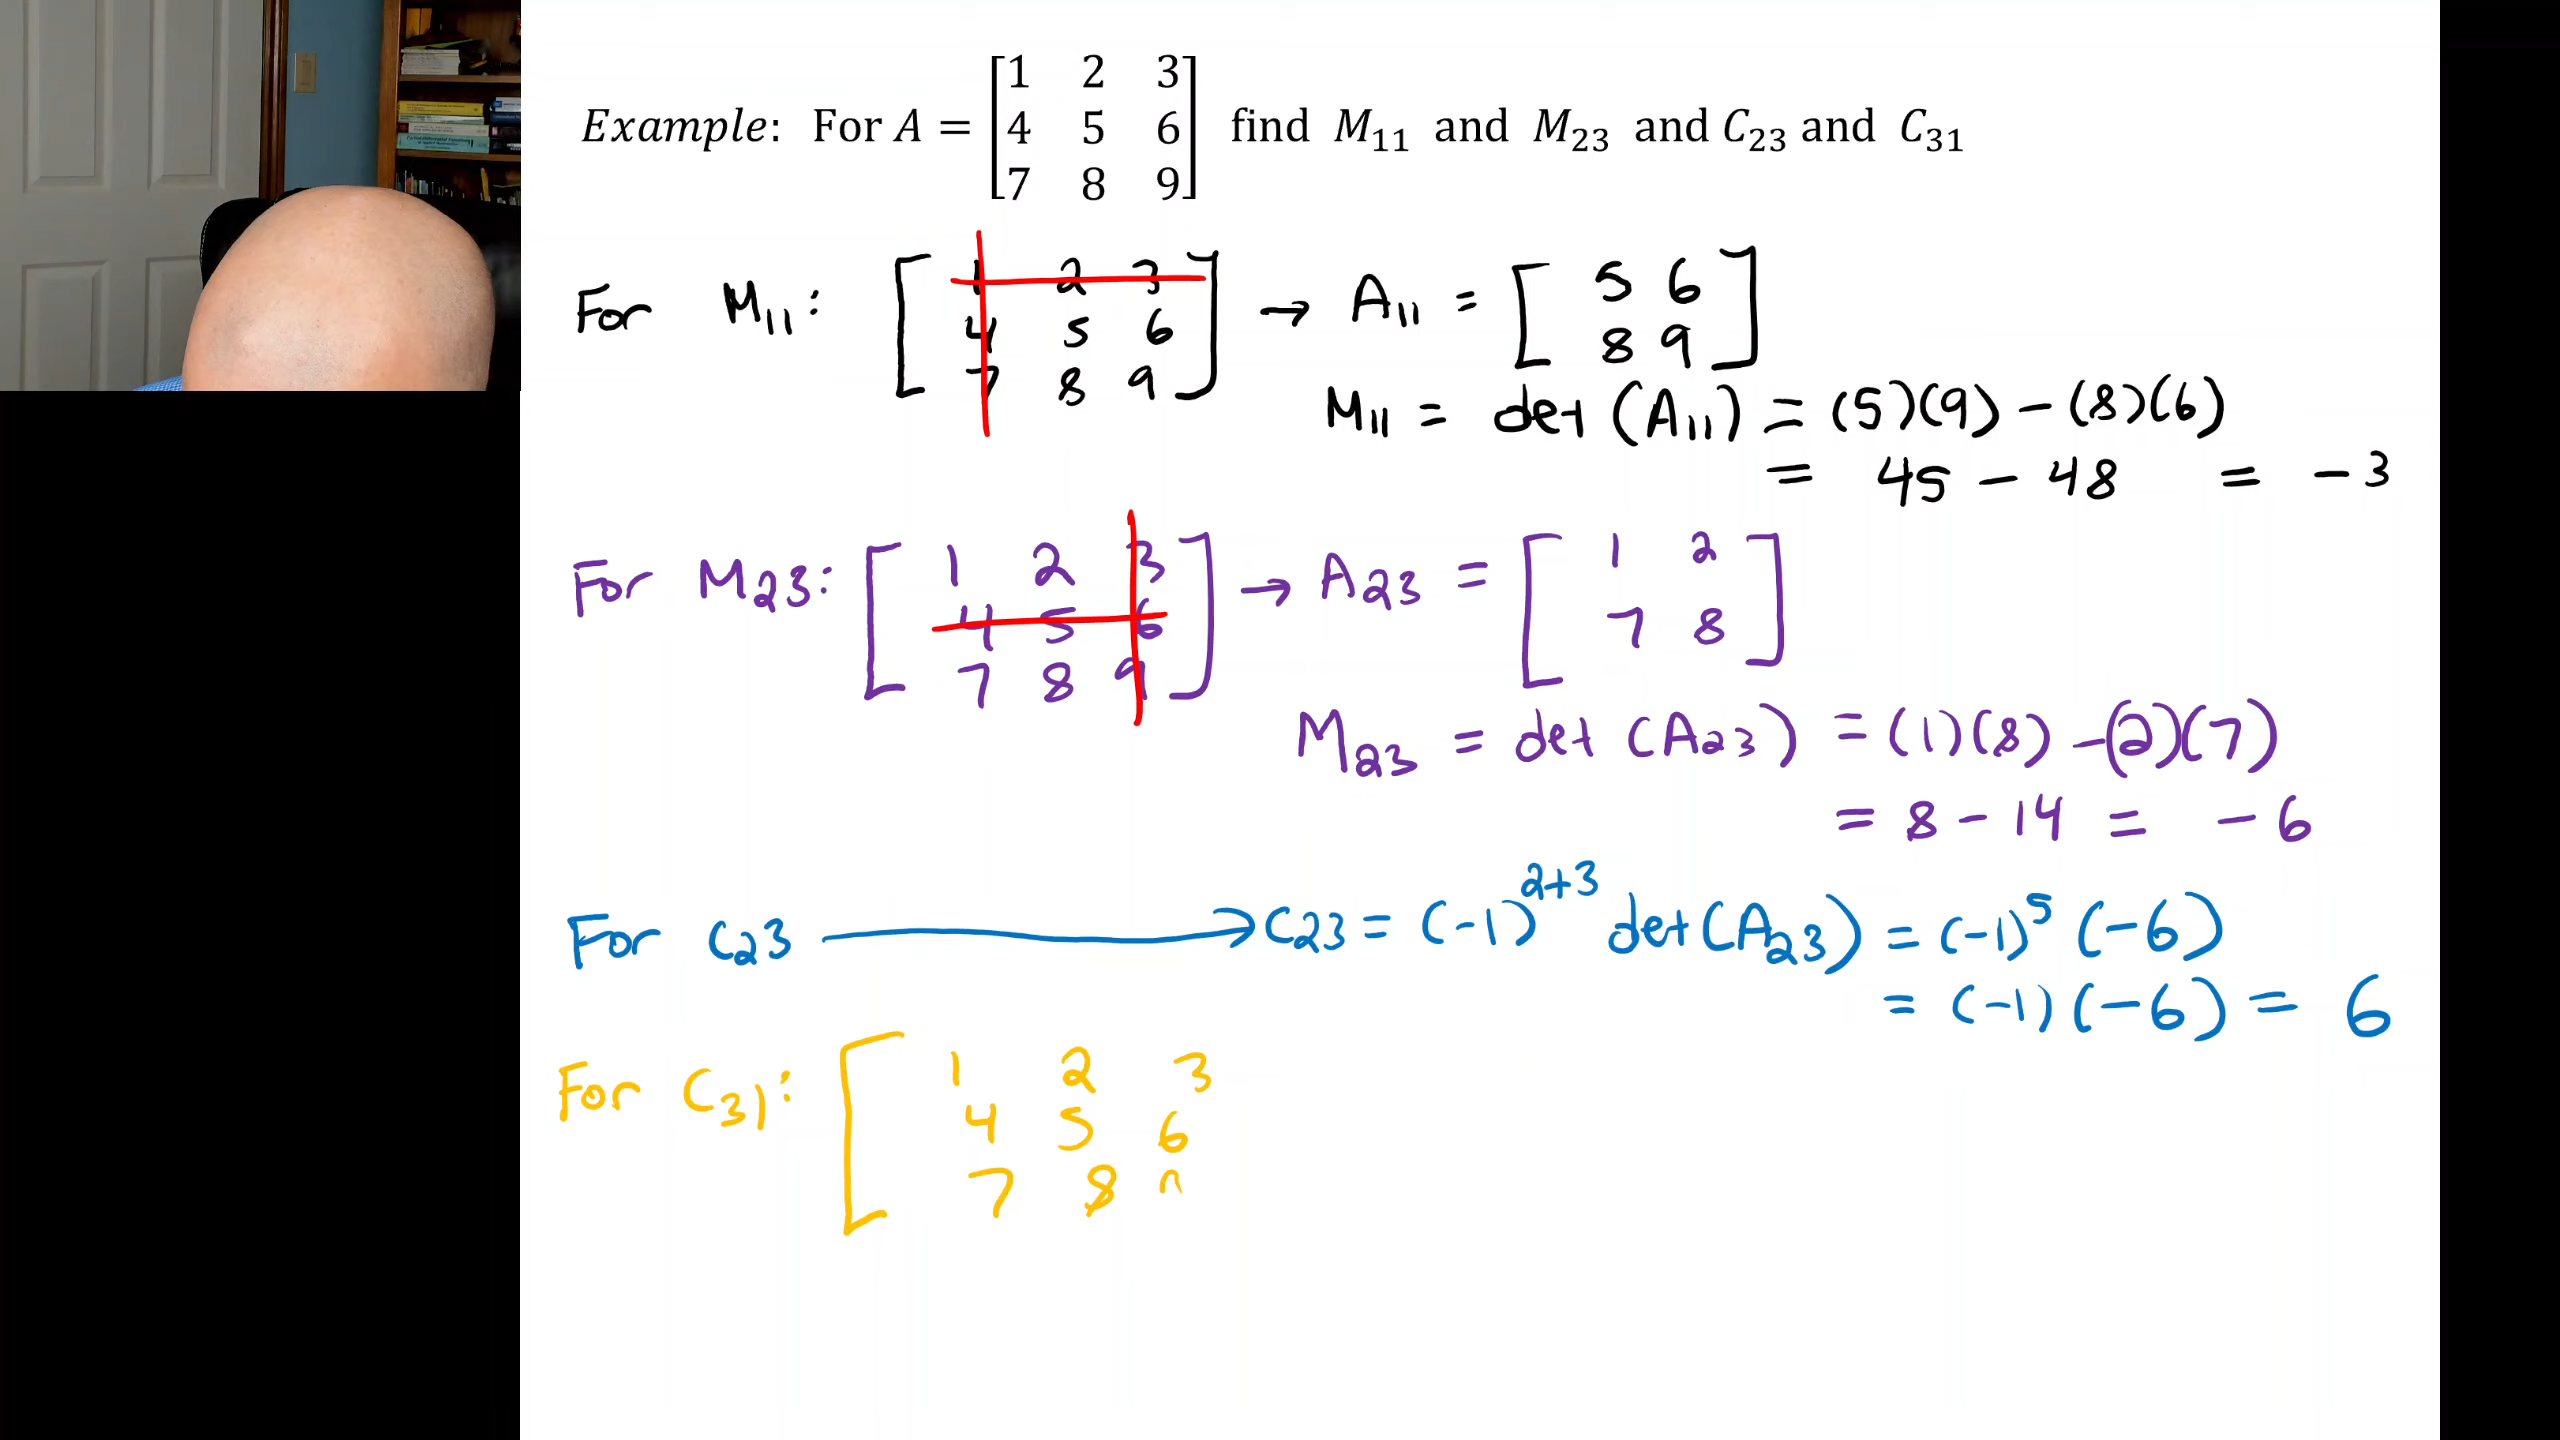 Example: For A = [1 2 3
4 5 6
7 8 9] find M₁₁ and M₂₃ and C₂₃ and C₃₁
For M₁₁: [1 2 3
4 5 6
7 8 9] → A₁₁ = [5 6
8 9]
M₁₁ = det (A₁₁) = (5)(9) - (8)(6)
= 45 - 48 = -3
For M₂₃: [1 2 3
4 5 6
7 8 9] → A₂₃ = [1 2
7 8]
M₂₃ = det (A₂₃) = (1)(8) - (2)(7)
= 8 - 14 = -6
For C₂₃ → C₂₃ = (-1)²⁺³ det (A₂₃) = (-1)⁵ (-6)
= (-1) (-6) = 6
For C₃₁: [1 2 3
4 5 6
7 8